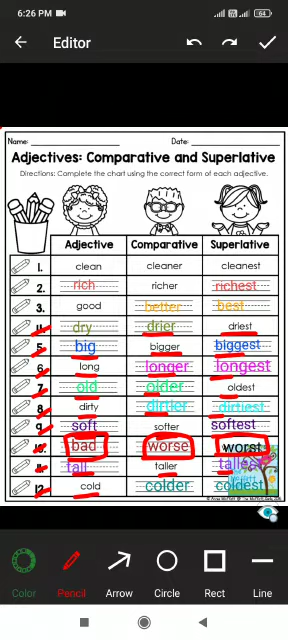 6:26 PM 64
Editor
Name: Date:
Adjectives: Comparative and Superlative
Directions: Complete the chart using the correct form of each adjective.
Adjective Comparative Superlative
1. clean cleaner cleanest
2. rich richer richest
3. good better best
4. dry drier driest
5. big bigger biggest
6. long longer longest
7. old older oldest
8. dirty dirtier dirtiest
9. soft softer softest
10. bad worse worst
11. tall taller tallest
12. cold colder coldest
Color Pencil Arrow Circle Rect Line